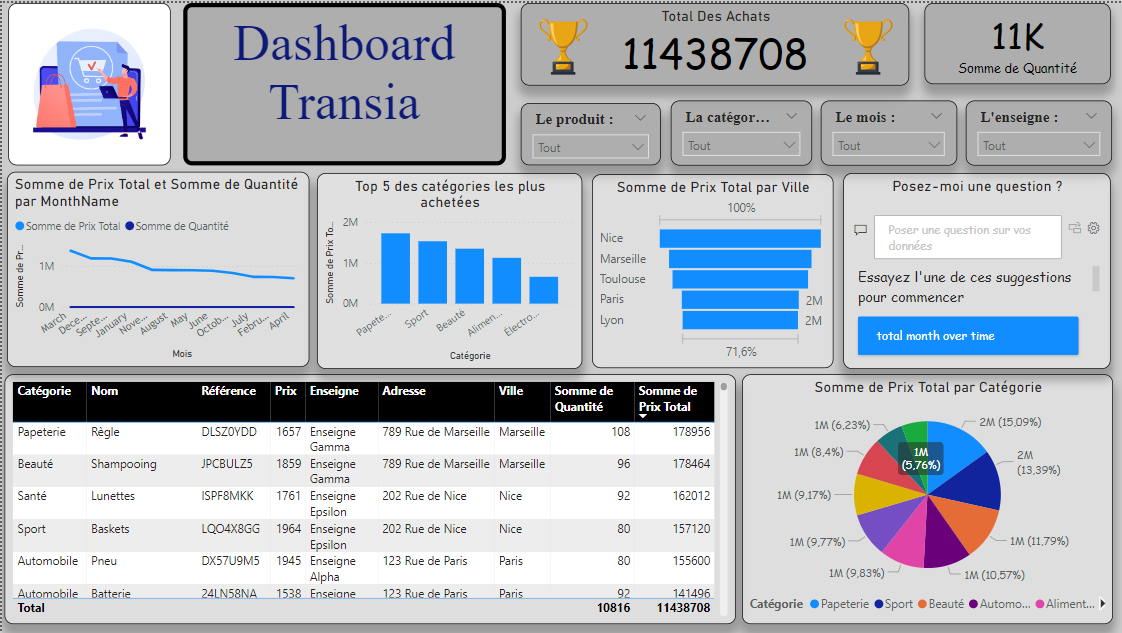 Dashboard
Transia
Total Des Achats
11438708
11K
Somme de Quantité
Le produit :
Tout
La catégor...
Tout
Le mois :
Tout
L'enseigne :
Tout
Somme de Prix Total et Somme de Quantité
par MonthName
Somme de Prix Total Somme de Quantité
Somme de Pr...
1M
0M
March Dece... Septe... January Nove... August May June Octob... July Febru... April
Mois
Top 5 des catégories les plus
achetées
Somme de Prix To...
2M
1M
0M
Papete... Sport Beauté Alimen... Électro...
Catégorie
Somme de Prix Total par Ville
100%
Nice
Marseille
Toulouse
Paris 2M
Lyon 2M
71,6%
Posez-moi une question ?
Poser une question sur vos
données
Essayez l'une de ces suggestions
pour commencer
total month over time
Catégorie Nom Référence Prix Enseigne Adresse Ville Somme de Quantité Somme de Prix Total
Papeterie Règle DLSZ0YDD 1657 Enseigne Gamma 789 Rue de Marseille Marseille 108 178956
Beauté Shampooing JPCBULZ5 1859 Enseigne Gamma 789 Rue de Marseille Marseille 96 178464
Santé Lunettes ISPF8MKK 1761 Enseigne Epsilon 202 Rue de Nice Nice 92 162012
Sport Baskets LQO4X8GG 1964 Enseigne Epsilon 202 Rue de Nice Nice 80 157120
Automobile Pneu DX57U9M5 1945 Enseigne Alpha 123 Rue de Paris Paris 80 155600
Automobile Batterie 24LN58NA 1538 Enseigne 123 Rue de Paris Paris 92 141496
Total 10816 11438708
Somme de Prix Total par Catégorie
2M (15,09%)
2M
(13,39%)
1M (11,79%)
1M (10,57%)
1M (9,83%)
1M (9,77%)
1M (9,17%)
1M (8,4%)
1M (6,23%)
1M
(5,76%)
Catégorie Papeterie Sport Beauté Automo... Aliment...